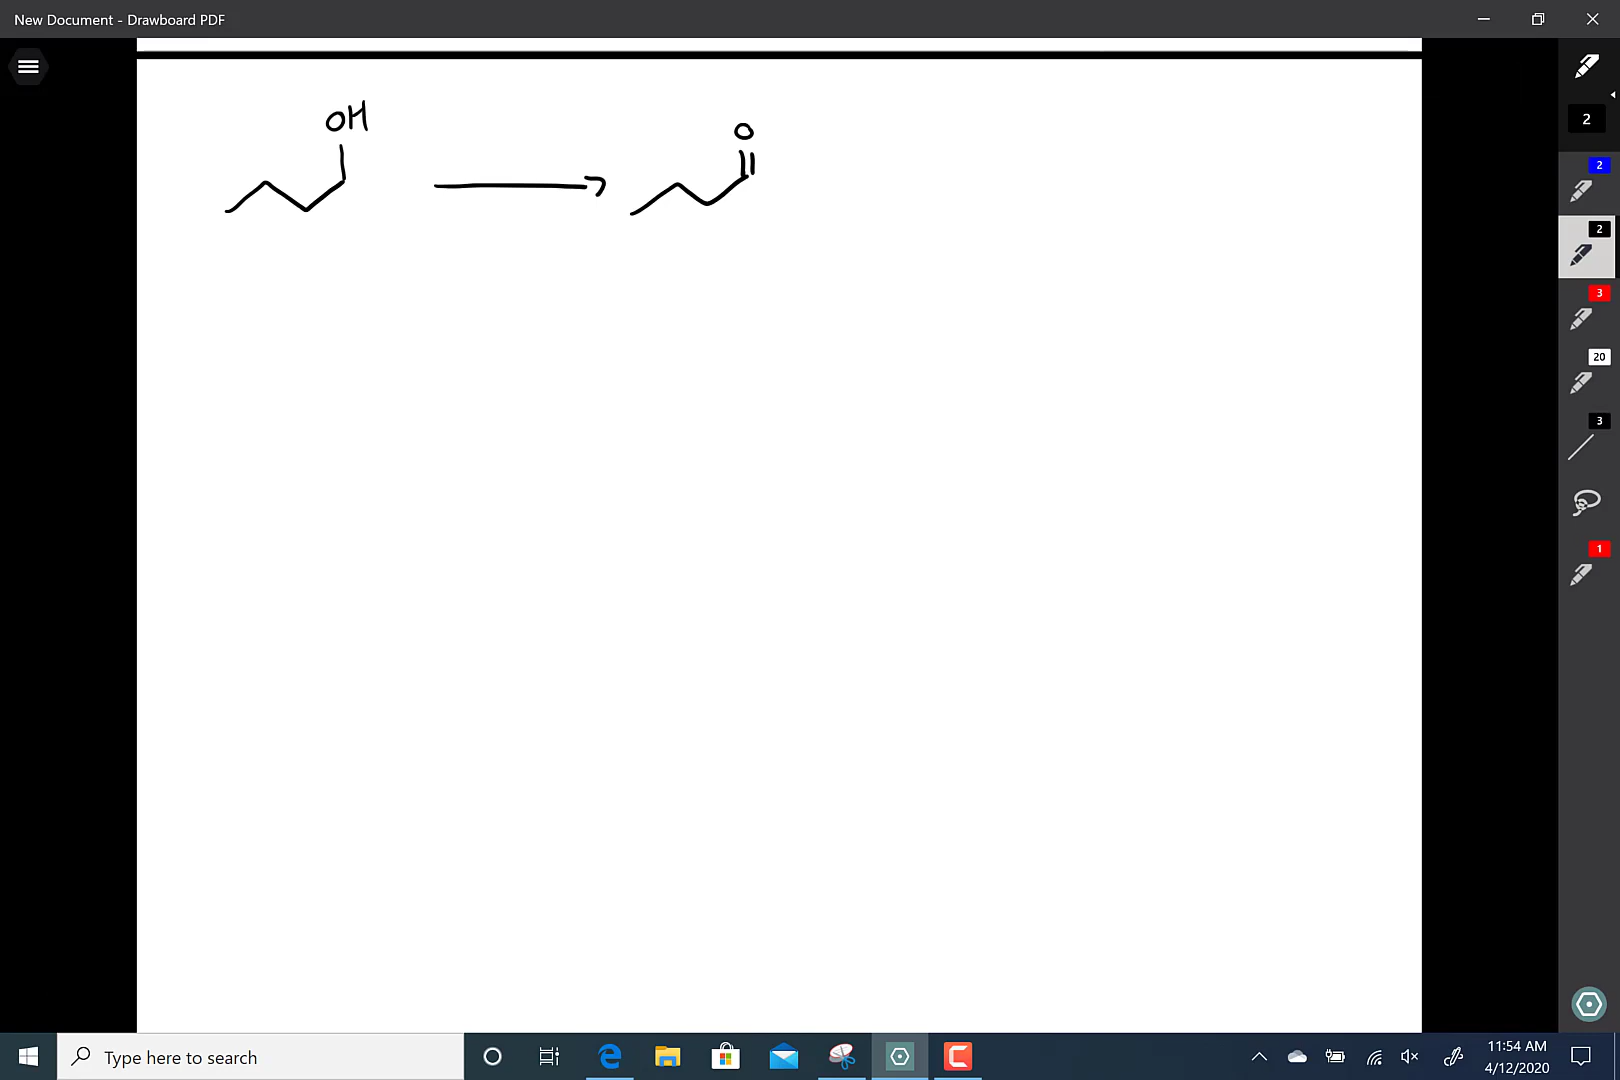 New Document - Drawboard PDF
2
2
2
3
20
3
1
OH
O
Type here to search
11:54 AM
4/12/2020